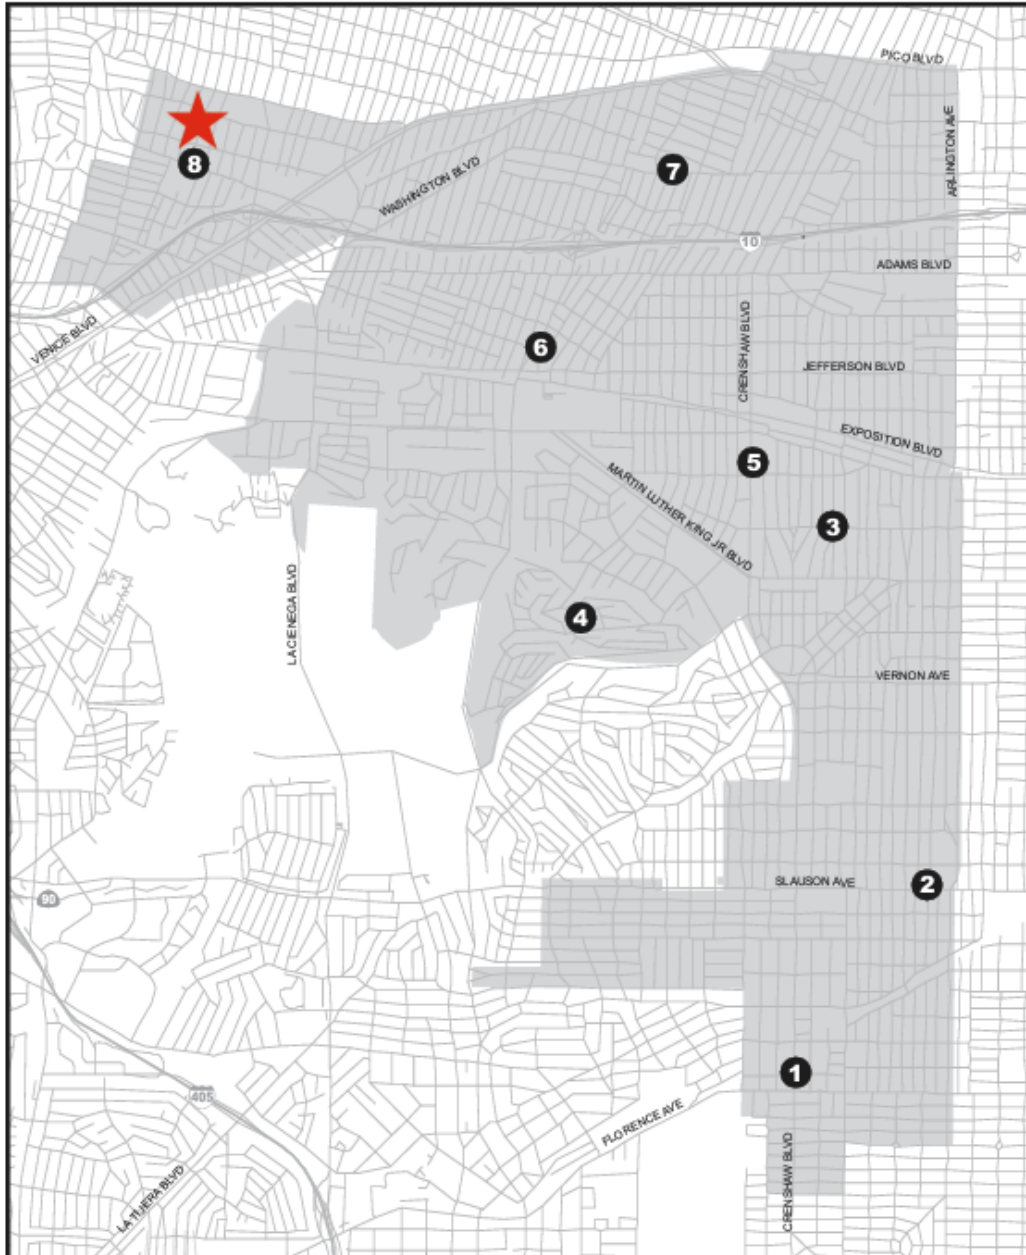 PICO BLVD
ARLINGTON AVE
8
7
WASHINGTON BLVD
10
ADAMS BLVD
VENICE BLVD
6
CRENSHAW BLVD
JEFFERSON BLVD
EXPOSITION BLVD
5
MARTIN LUTHER KING JR BLVD
3
LA CIENEGA BLVD
4
VERNON AVE
SLAUSON AVE
2
90
1
405
FLORENCE AVE
CRENSHAW BLVD
LA TIJERA BLVD